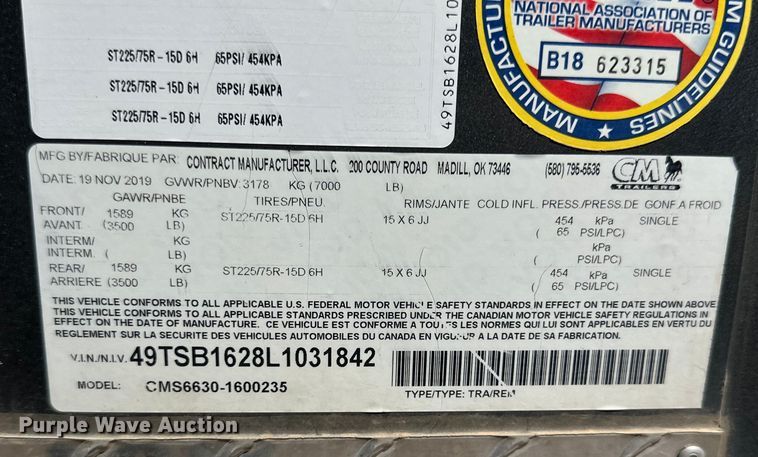 NATIONAL ASSOCIATION OF
TRAILER MANUFACTURERS
B18 623315
MANUFACTUR
M GUIDELINES
49TSB1628L10
ST225/75R-15D 6H 65PSI/ 454KPA
ST225/75R-15D 6H 65PSI/ 454KPA
ST225/75R-15D 6H 65PSI/ 454KPA
MFG BY/FABRIQUE PAR: CONTRACT MANUFACTURER, L.L.C. 200 COUNTY ROAD MADILL, OK 73446 (580) 795-5536 CM
TRAILERS
DATE: 19 NOV 2019 GVWR/PNBV: 3178 KG (7000 LB)
GAWR/PNBE TIRES/PNEU. RIMS/JANTE COLD INFL. PRESS./PRESS.DE GONF A FROID
FRONT/ 1589 KG ST225/75R-15D 6H 15 X 6 JJ 454 kPa SINGLE
AVANT (3500 LB) ( 65 PSI/LPC)
INTERM/ KG kPa
INTERM. ( LB) ( PSI/LPC)
REAR/ 1589 KG ST225/75R-15D 6H 15 X 6 JJ 454 kPa SINGLE
ARRIERE (3500 LB) ( 65 PSI/LPC)
THIS VEHICLE CONFORMS TO ALL APPLICABLE U.S. FEDERAL MOTOR VEHICLE SAFETY STANDARDS IN EFFECT ON THE DATE SHOWN ABOVE
THIS VEHICLE CONFORMS TO ALL APPLICABLE STANDARDS PRESCRIBED UNDER THE CANADIAN MOTOR VEHICLE SAFETY REGULATIONS IN
EFFECT ON THE DATE OF MANUFACTURE. CE VEHICULE EST CONFORME A TOUTES LES NORMES QUI LUI SONT APPLICABLES EN VERTU DU
REGLEMENT SUR LA SECURITE DES VEHICULES AUTOMOBILES DU CANADA EN VIGUEUR A LA DATE DE SA FABRICATION.
V.I.N./N.I.V. 49TSB1628L1031842
MODEL: CMS6630-1600235 TYPE/TYPE: TRA/REM
Purple Wave Auction